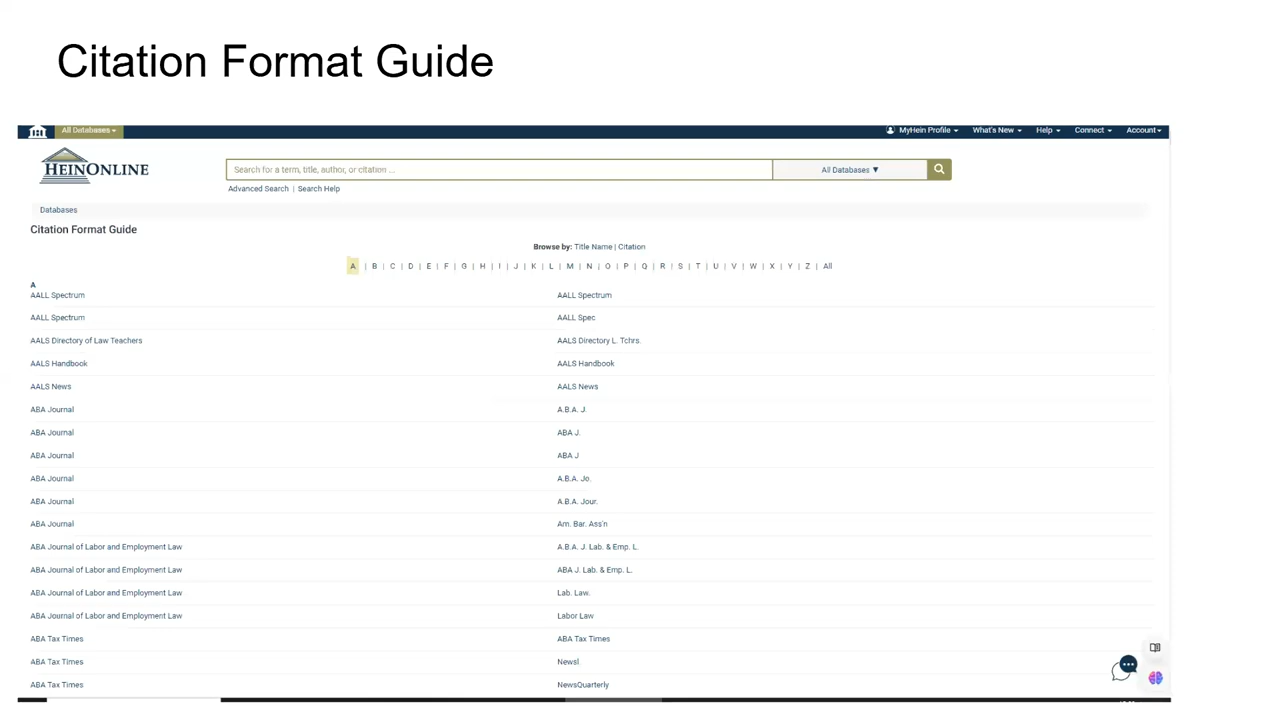 Citation Format Guide
All Databases
MyHein Profile What's New Help Connect Account
HEINONLINE
Search for a term, title, author, or citation ... All Databases ▼
Advanced Search | Search Help
Databases
Citation Format Guide
Browse by: Title Name | Citation
A | B | C | D | E | F | G | H | I | J | K | L | M | N | O | P | Q | R | S | T | U | V | W | X | Y | Z | All
A
AALL Spectrum AALL Spectrum
AALL Spectrum AALL Spec
AALS Directory of Law Teachers AALS Directory L. Tchrs.
AALS Handbook AALS Handbook
AALS News AALS News
ABA Journal A.B.A. J.
ABA Journal ABA J.
ABA Journal ABA J
ABA Journal A.B.A. Jo.
ABA Journal A.B.A. Jour.
ABA Journal Am. Bar. Ass'n
ABA Journal of Labor and Employment Law A.B.A. J. Lab. & Emp. L.
ABA Journal of Labor and Employment Law ABA J. Lab. & Emp. L.
ABA Journal of Labor and Employment Law Lab. Law.
ABA Journal of Labor and Employment Law Labor Law
ABA Tax Times ABA Tax Times
ABA Tax Times Newsl.
ABA Tax Times NewsQuarterly